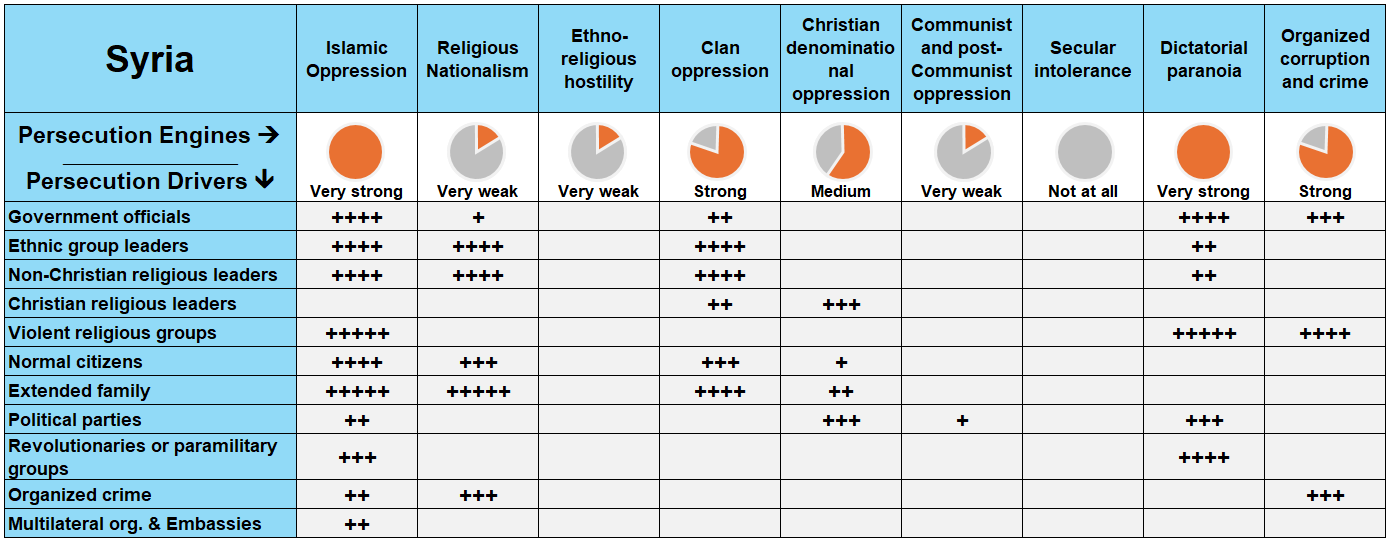 Syria
Islamic Oppression
Religious Nationalism
Ethno-religious hostility
Clan oppression
Christian denominatio nal oppression
Communist and post-Communist oppression
Secular intolerance
Dictatorial paranoia
Organized corruption and crime
Persecution Engines →
Persecution Drivers ↓
Very strong Very weak Very weak Strong Medium Very weak Not at all Very strong Strong
Government officials ++++ + ++ ++++ +++
Ethnic group leaders ++++ ++++ ++++ ++
Non-Christian religious leaders ++++ ++++ ++++ ++
Christian religious leaders ++ +++
Violent religious groups +++++ +++++ ++++
Normal citizens ++++ +++ +++ +
Extended family +++++ +++++ ++++ ++
Political parties ++ +++ + +++
Revolutionaries or paramilitary
groups +++ ++++
Organized crime ++ +++ +++
Multilateral org. & Embassies ++